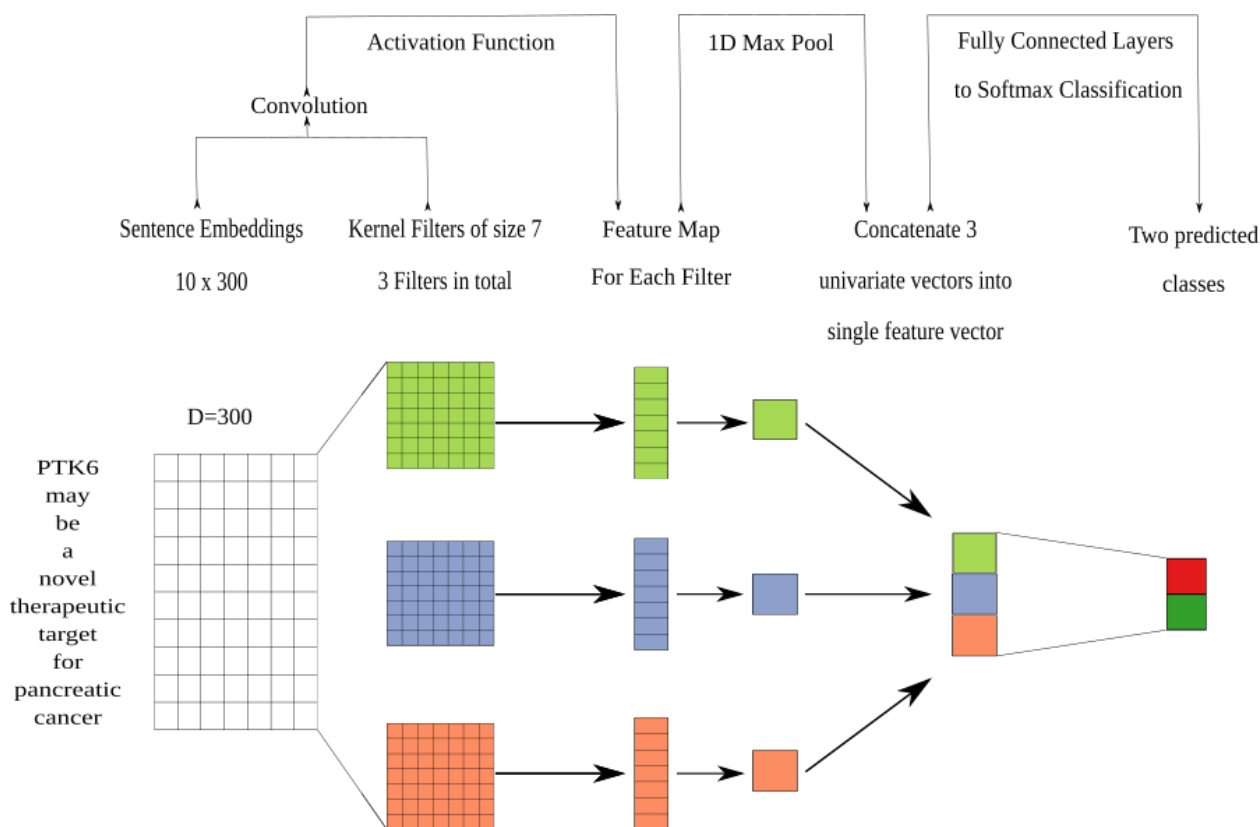 Activation Function
1D Max Pool
Fully Connected Layers
to Softmax Classification
Convolution
Sentence Embeddings
10 x 300
Kernel Filters of size 7
3 Filters in total
Feature Map
For Each Filter
Concatenate 3
univariate vectors into
single feature vector
Two predicted
classes
D=300
PTK6
may
be
a
novel
therapeutic
target
for
pancreatic
cancer